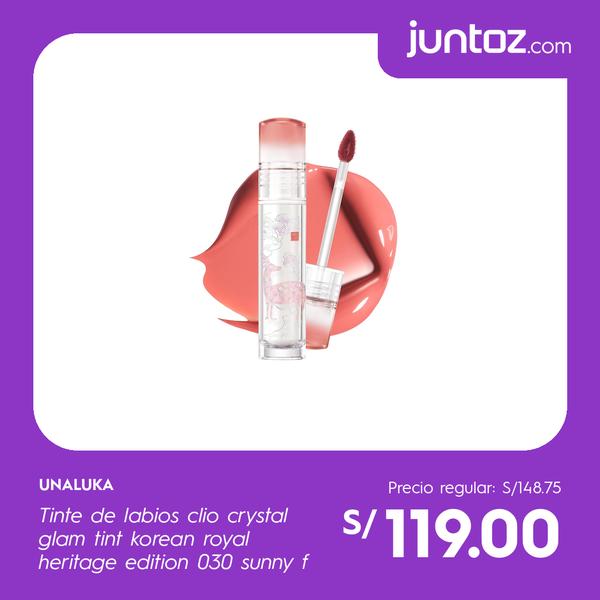 juntoz.com
UNALUKA
Tinte de labios clio crystal
glam tint korean royal
heritage edition 030 sunny f
Precio regular: S/148.75
S/119.00